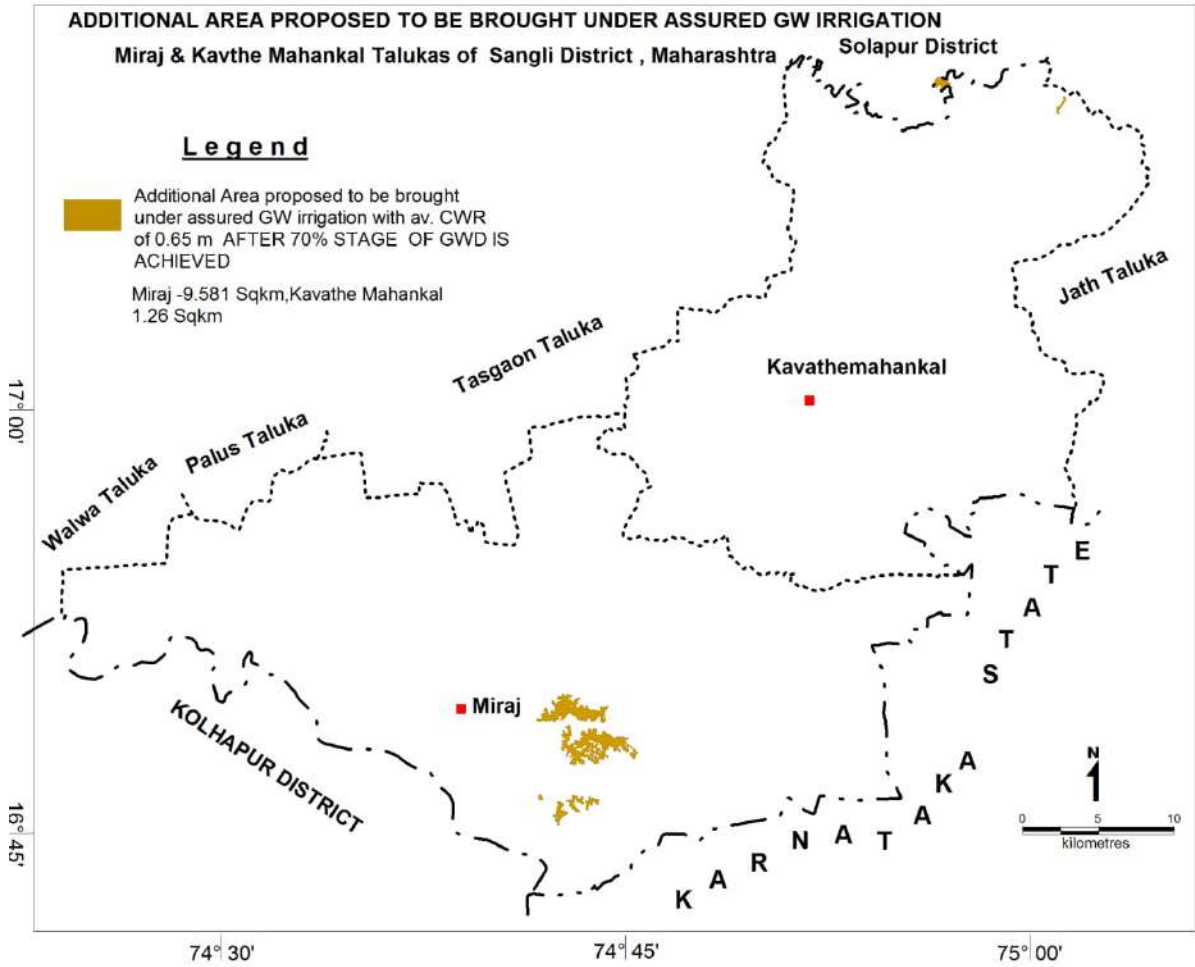 ADDITIONAL AREA PROPOSED TO BE BROUGHT UNDER ASSURED GW IRRIGATION
Miraj & Kavthe Mahankal Talukas of Sangli District , Maharashtra
Solapur District
Legend
Additional Area proposed to be brought
under assured GW irrigation with av. CWR
of 0.65 m AFTER 70% STAGE OF GWD IS
ACHIEVED
Miraj -9.581 Sqkm,Kavathe Mahankal
1.26 Sqkm
Jath Taluka
Tasgaon Taluka
Kavathemahankal
17° 00'
Palus Taluka
Walwa Taluka
KARNATAKA STATE
Miraj
KOLHAPUR DISTRICT
N
0 5 10
kilometres
16° 45'
74° 30' 74° 45' 75° 00'